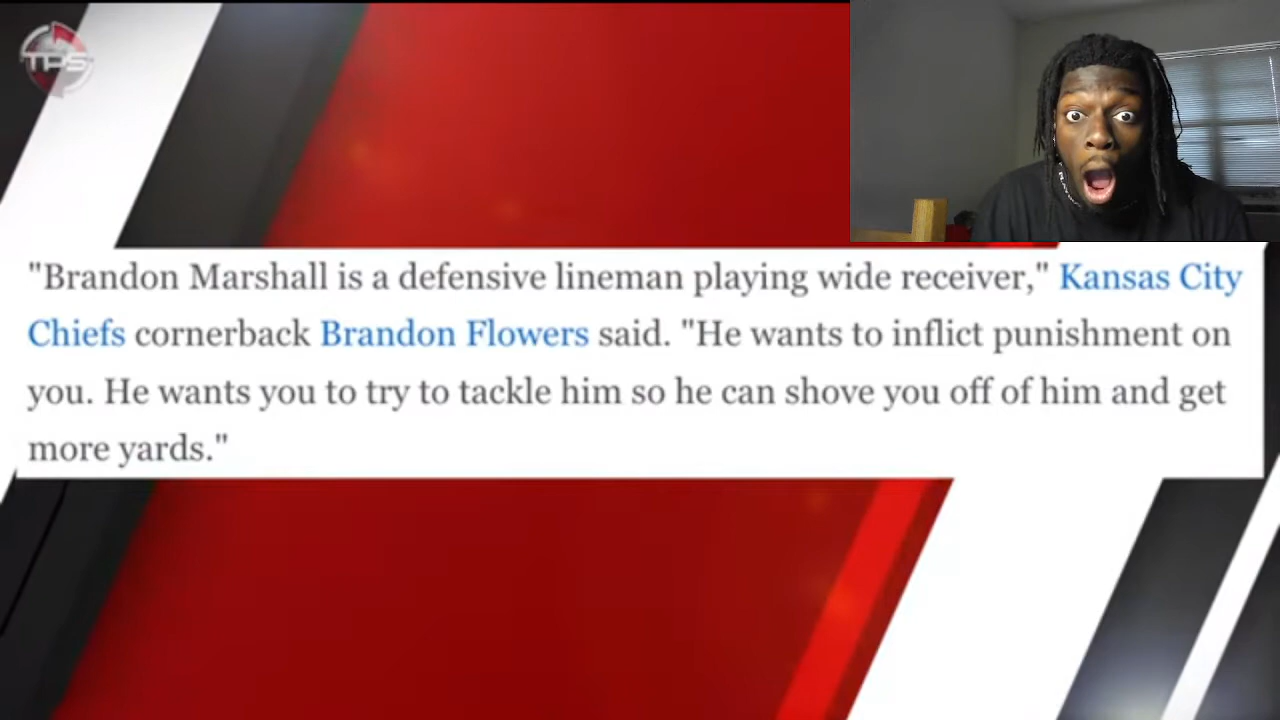 TPS
"Brandon Marshall is a defensive lineman playing wide receiver," Kansas City
Chiefs cornerback Brandon Flowers said. "He wants to inflict punishment on
you. He wants you to try to tackle him so he can shove you off of him and get
more yards."